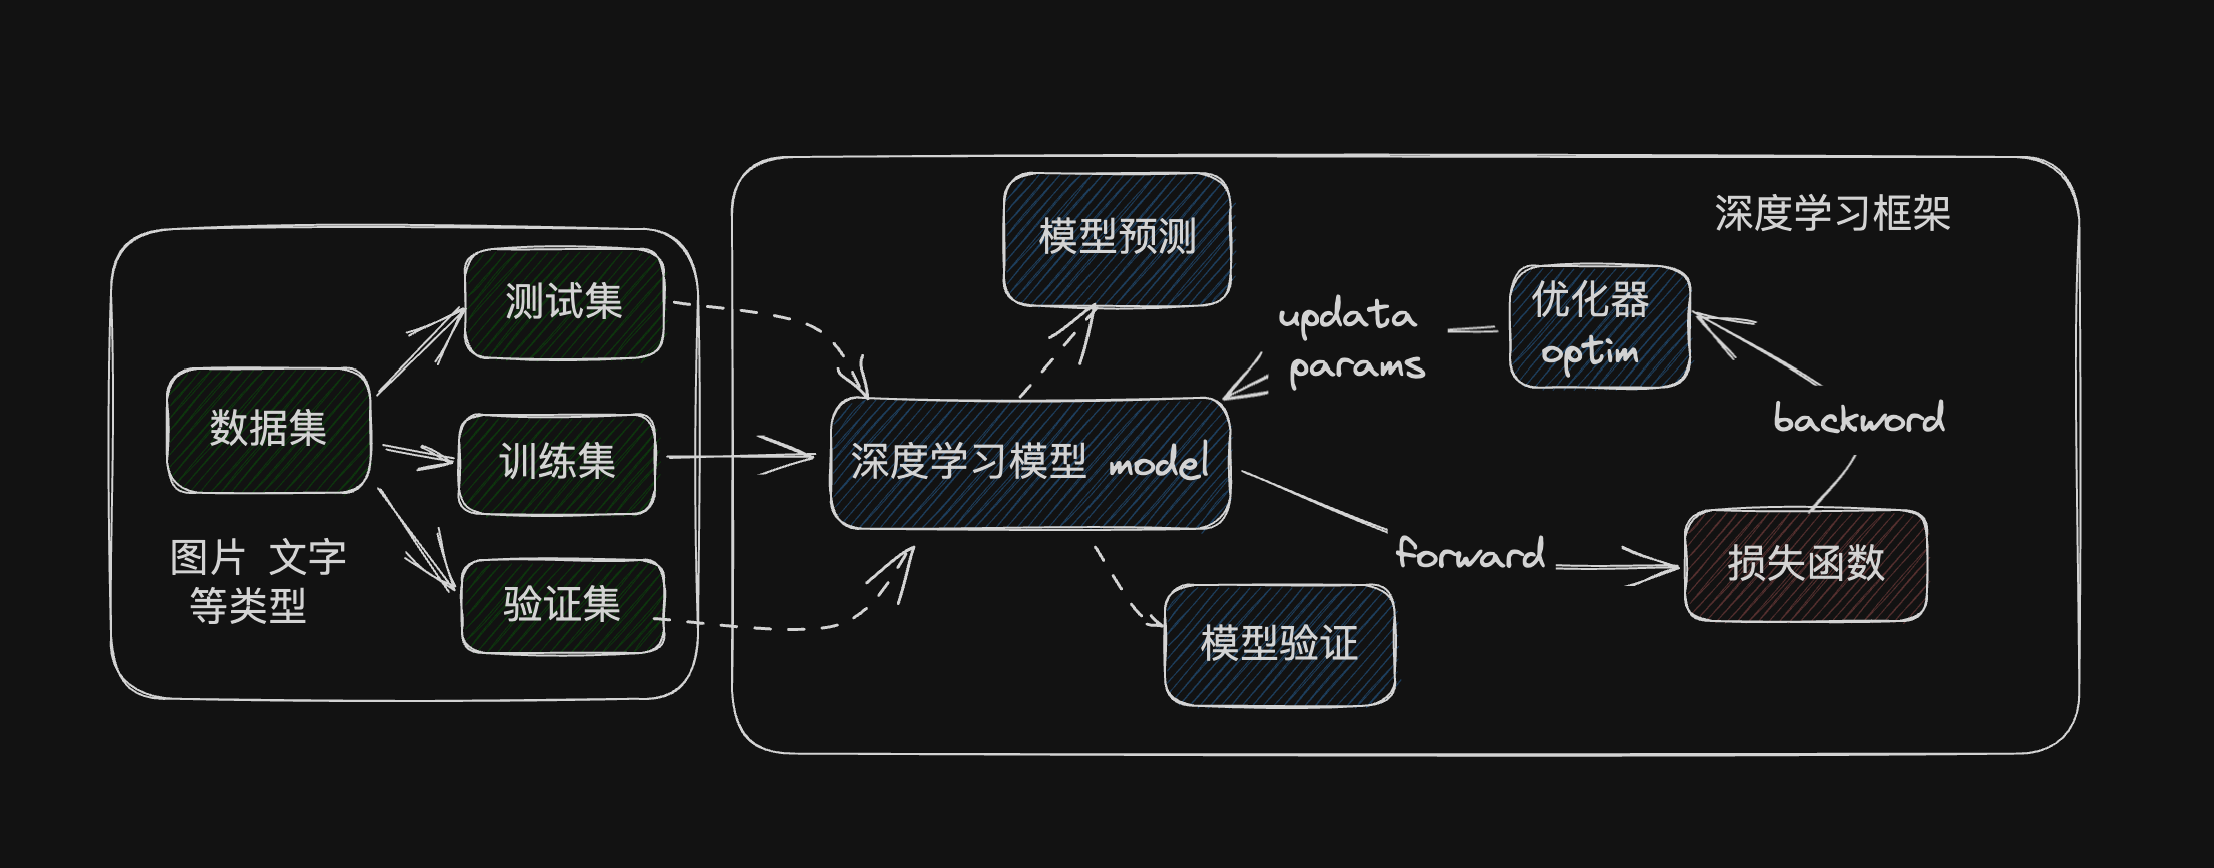 数据集
图片 文字
等类型
测试集
训练集
验证集
深度学习框架
模型预测
深度学习模型 model
模型验证
updata
params
优化器
optim
backword
forward
损失函数